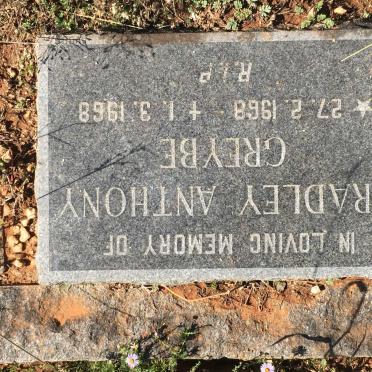 IN LOVING MEMORY OF
RADLEY ANTHONY
GREYBE
★ 27. 2. 1968 - ✝ 1. 3. 1968
R.I.P.